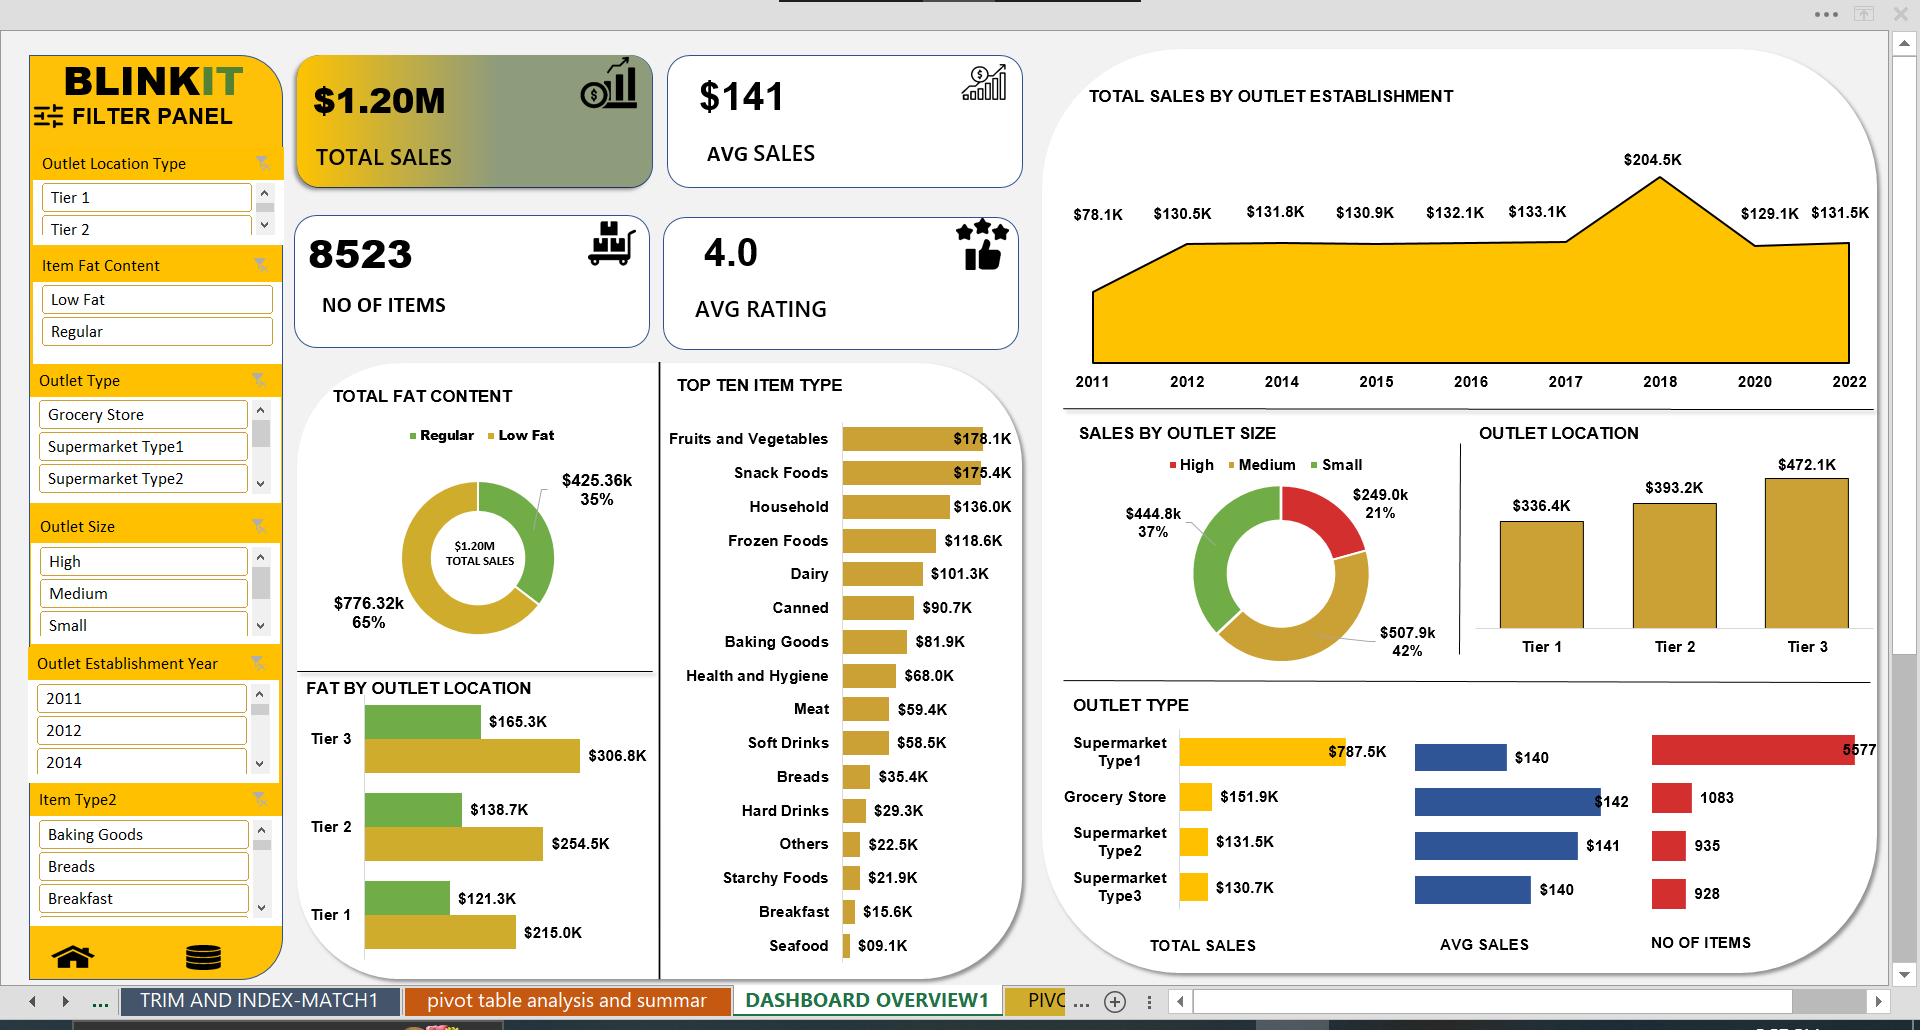 BLINKIT
FILTER PANEL
Outlet Location Type
Tier 1
Tier 2
Item Fat Content
Low Fat
Regular
Outlet Type
Grocery Store
Supermarket Type1
Supermarket Type2
Outlet Size
High
Medium
Small
Outlet Establishment Year
2011
2012
2014
Item Type2
Baking Goods
Breads
Breakfast
$1.20M
TOTAL SALES
$141
AVG SALES
8523
NO OF ITEMS
4.0
AVG RATING
TOTAL FAT CONTENT
Regular Low Fat
$425.36k
35%
$1.20M
TOTAL SALES
$776.32k
65%
FAT BY OUTLET LOCATION
Tier 3 $165.3K
$306.8K
Tier 2 $138.7K
$254.5K
Tier 1 $121.3K
$215.0K
TOP TEN ITEM TYPE
Fruits and Vegetables $178.1K
Snack Foods $175.4K
Household $136.0K
Frozen Foods $118.6K
Dairy $101.3K
Canned $90.7K
Baking Goods $81.9K
Health and Hygiene $68.0K
Meat $59.4K
Soft Drinks $58.5K
Breads $35.4K
Hard Drinks $29.3K
Others $22.5K
Starchy Foods $21.9K
Breakfast $15.6K
Seafood $09.1K
TOTAL SALES BY OUTLET ESTABLISHMENT
$78.1K $130.5K $131.8K $130.9K $132.1K $133.1K $204.5K $129.1K $131.5K
2011 2012 2014 2015 2016 2017 2018 2020 2022
SALES BY OUTLET SIZE
High Medium Small
$249.0k
21%
$444.8k
37%
$507.9k
42%
OUTLET LOCATION
$336.4K $393.2K $472.1K
Tier 1 Tier 2 Tier 3
OUTLET TYPE
Supermarket
Type1 $787.5K $140 5577
Grocery Store $151.9K $142 1083
Supermarket
Type2 $131.5K $141 935
Supermarket
Type3 $130.7K $140 928
TOTAL SALES AVG SALES NO OF ITEMS
... TRIM AND INDEX-MATCH1 pivot table analysis and summar DASHBOARD OVERVIEW1 PIVO ...